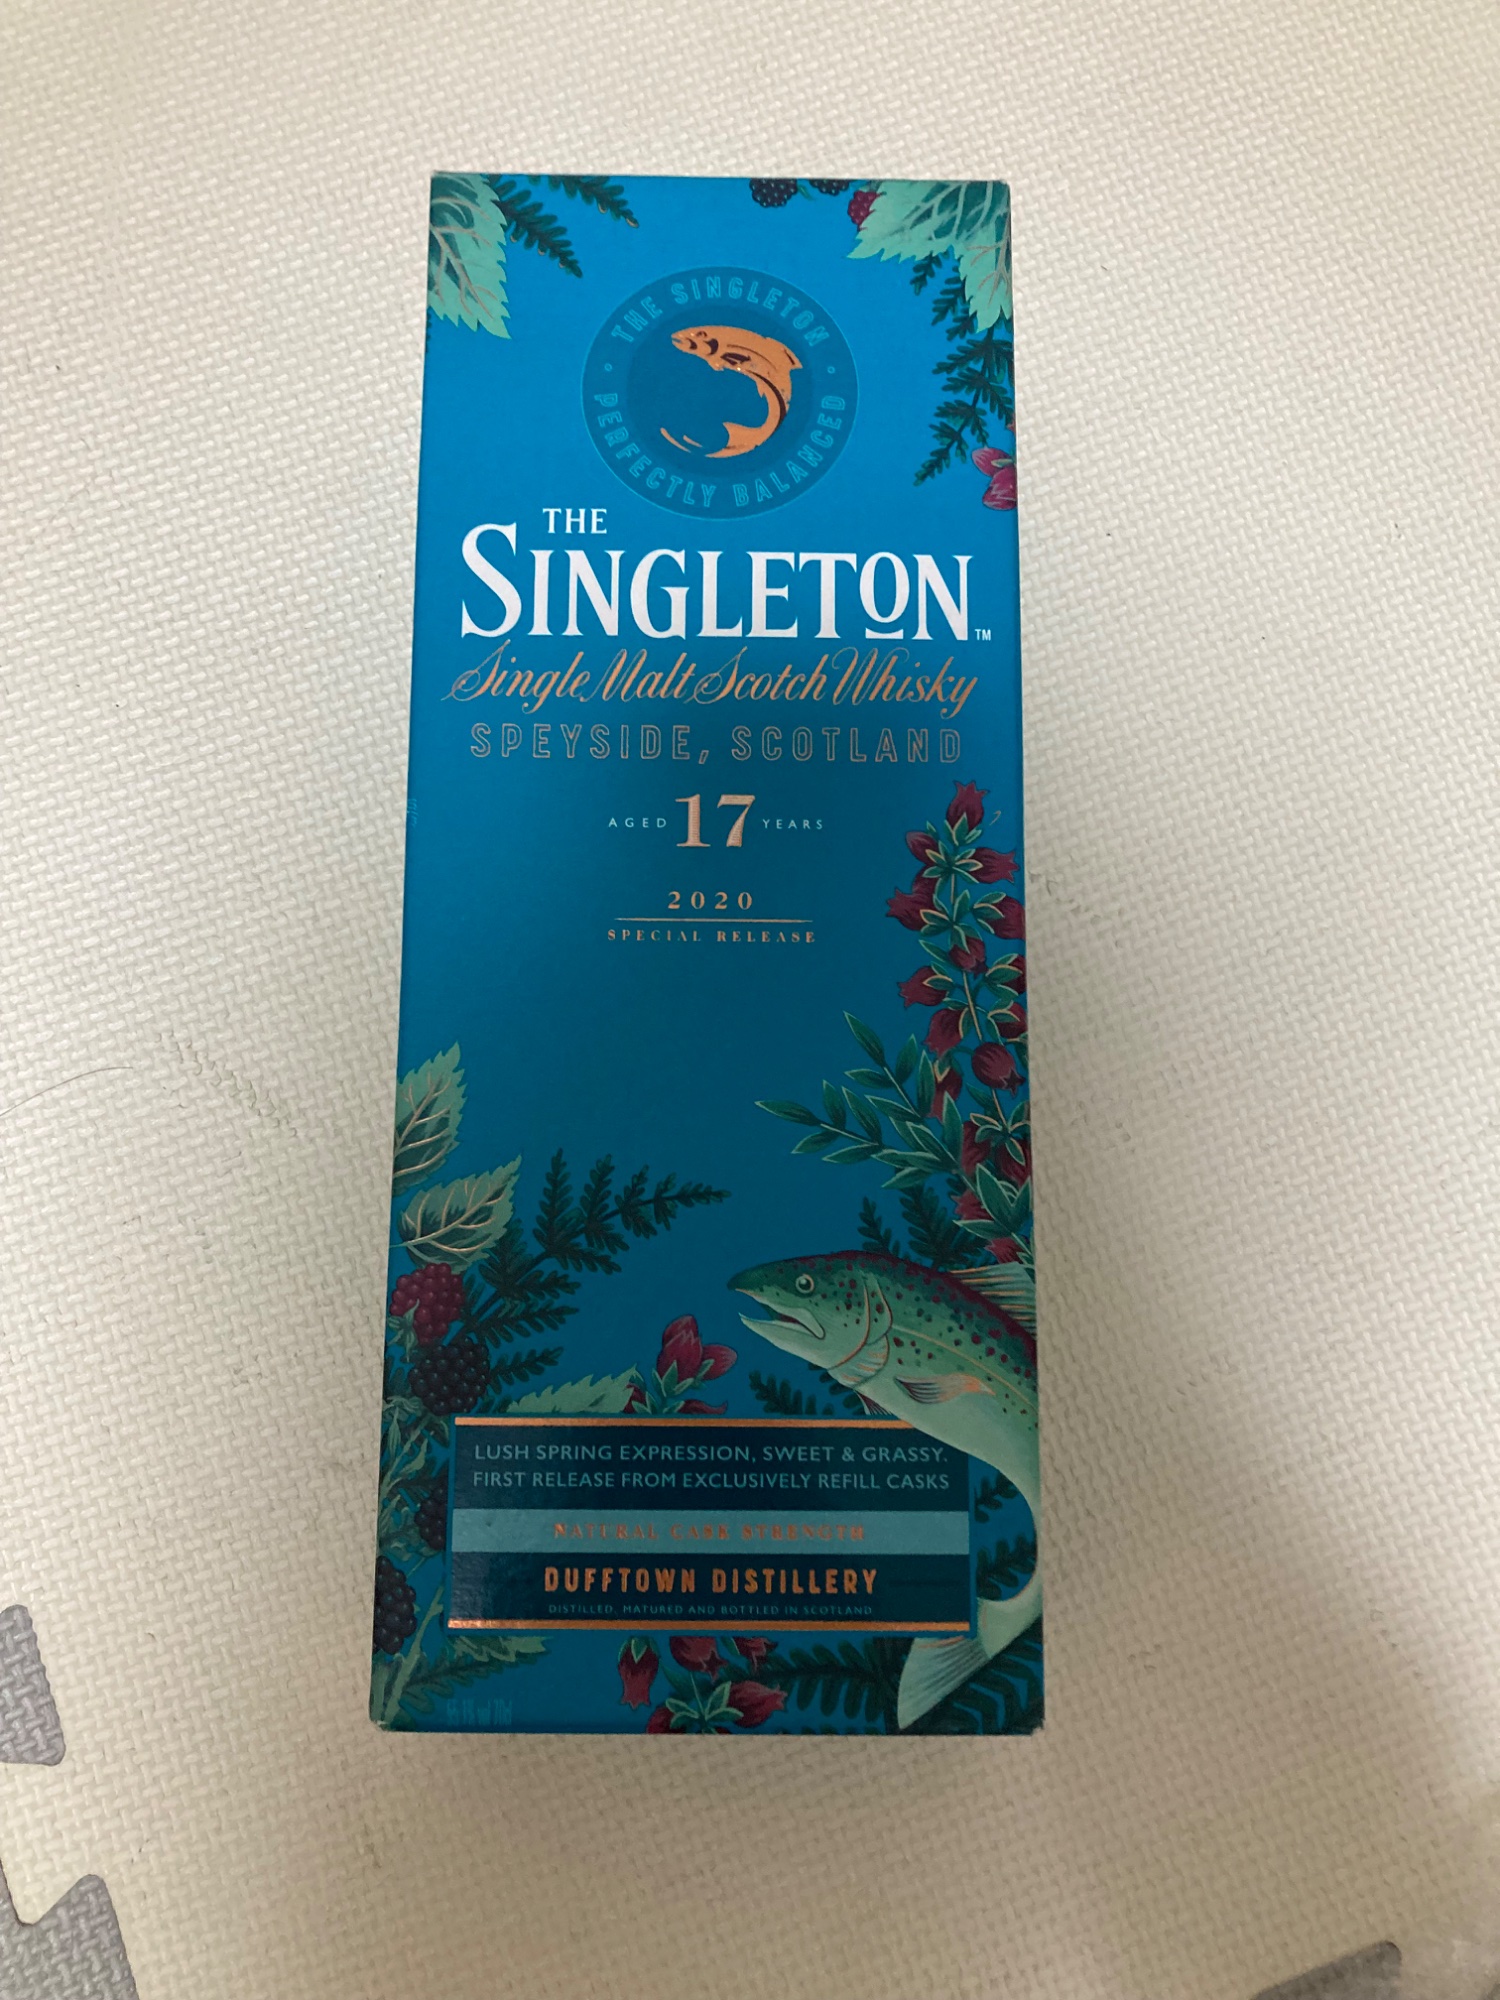 THE SINGLETON
PERFECTLY BALANCED
THE
SINGLETON™
Single Malt Scotch Whisky
SPEYSIDE, SCOTLAND
AGED 17 YEARS
2020
SPECIAL RELEASE
LUSH SPRING EXPRESSION, SWEET & GRASSY.
FIRST RELEASE FROM EXCLUSIVELY REFILL CASKS
NATURAL CASK STRENGTH
DUFFTOWN DISTILLERY
DISTILLED, MATURED AND BOTTLED IN SCOTLAND